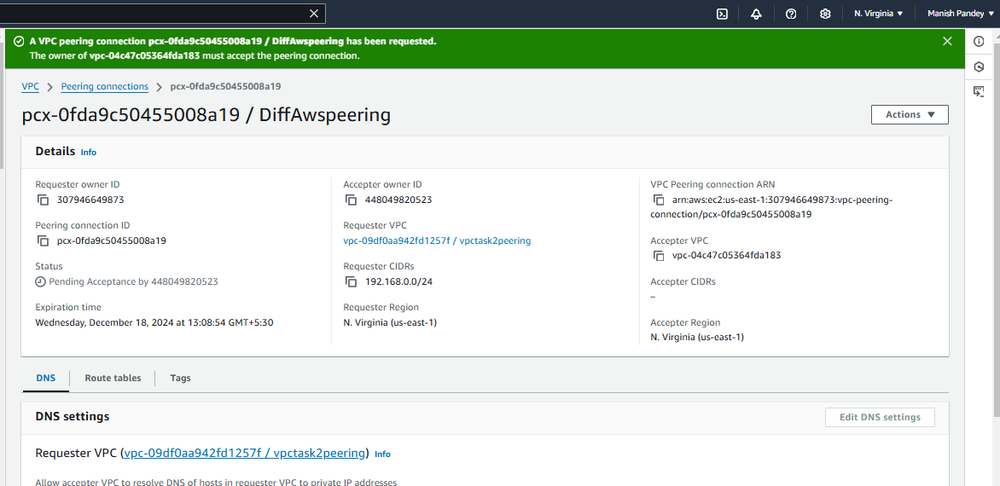 N. Virginia
Manish Pandey
A VPC peering connection pcx-0fda9c50455008a19 / DiffAwspeering has been requested.
The owner of vpc-04c47c05364fda183 must accept the peering connection.
VPC
Peering connections
pcx-0fda9c50455008a19
pcx-0fda9c50455008a19 / DiffAwspeering
Actions
Details Info
Requester owner ID
307946649873
Peering connection ID
pcx-0fda9c50455008a19
Status
Pending Acceptance by 448049820523
Expiration time
Wednesday, December 18, 2024 at 13:08:54 GMT+5:30
Accepter owner ID
448049820523
Requester VPC
vpc-09df0aa942fd1257f / vpctask2peering
Requester CIDRs
192.168.0.0/24
Requester Region
N. Virginia (us-east-1)
VPC Peering connection ARN
arn:aws:ec2:us-east-1:307946649873:vpc-peering-
connection/pcx-0fda9c50455008a19
Accepter VPC
vpc-04c47c05364fda183
Accepter CIDRs
–
Accepter Region
N. Virginia (us-east-1)
DNS
Route tables
Tags
DNS settings
Edit DNS settings
Requester VPC (vpc-09df0aa942fd1257f / vpctask2peering) Info
Allow accepter VPC to resolve DNS of hosts in requester VPC to private IP addresses